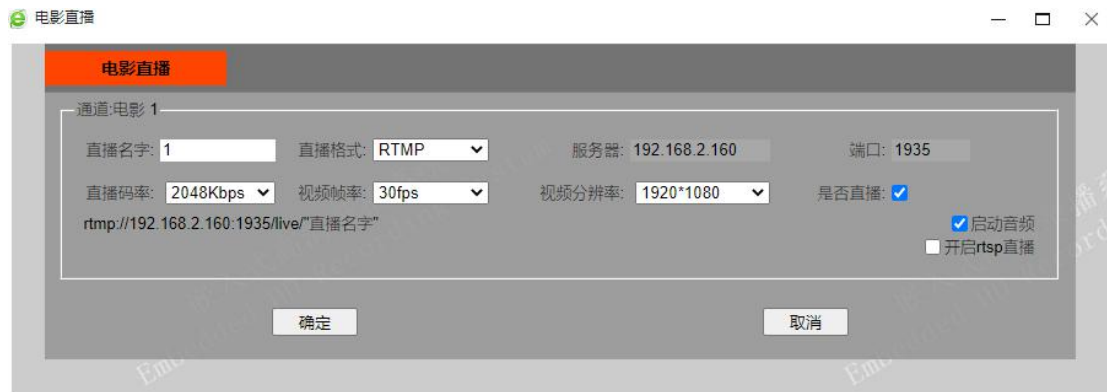 电影直播
电影直播
通道:电影 1
直播名字: 1 直播格式: RTMP 服务器: 192.168.2.160 端口: 1935
直播码率: 2048Kbps 视频帧率: 30fps 视频分辨率: 1920*1080 是否直播:
rtmp://192.168.2.160:1935/live/"直播名字"
启动音频
开启rtsp直播
确定 取消